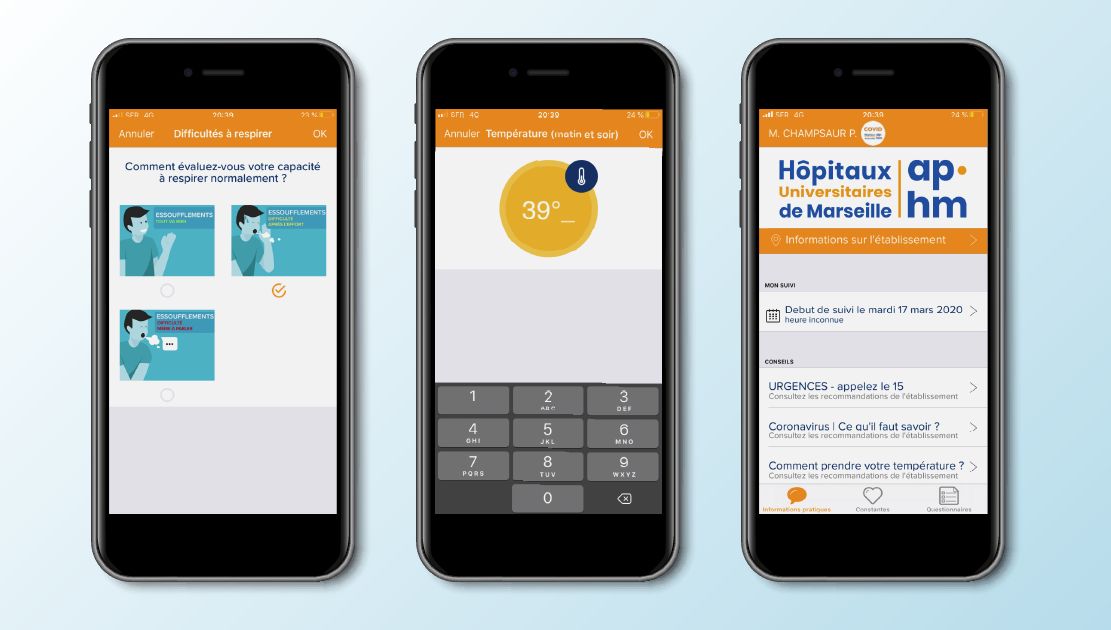 SFR 4G 20:39 23 %
Annuler Difficultés à respirer OK
Comment évaluez-vous votre capacité
à respirer normalement ?
ESSOUFFLEMENTS
TOUT VA BIEN
ESSOUFFLEMENTS
DIFFICULTÉ
APRÈS L'EFFORT
ESSOUFFLEMENTS
DIFFICULTÉ
MÊME À PARLER
SFR 4G 20:39 24 %
Annuler Température (matin et soir) OK
39°_
1 2 3
ABC DEF
4 5 6
GHI JKL MNO
7 8 9
PQRS TUV WXYZ
0
SFR 4G 20:38 24 %
M. CHAMPSAUR P. COVID
Hôpitaux
Universitaires
de Marseille
ap•
hm
Informations sur l'établissement
MON SUIVI
Debut de suivi le mardi 17 mars 2020
heure inconnue
CONSEILS
URGENCES - appelez le 15
Consultez les recommandations de l'établissement
Coronavirus | Ce qu'il faut savoir ?
Consultez les recommandations de l'établissement
Comment prendre votre température ?
Consultez les recommandations de l'établissement
Informations pratiques Constantes Questionnaires